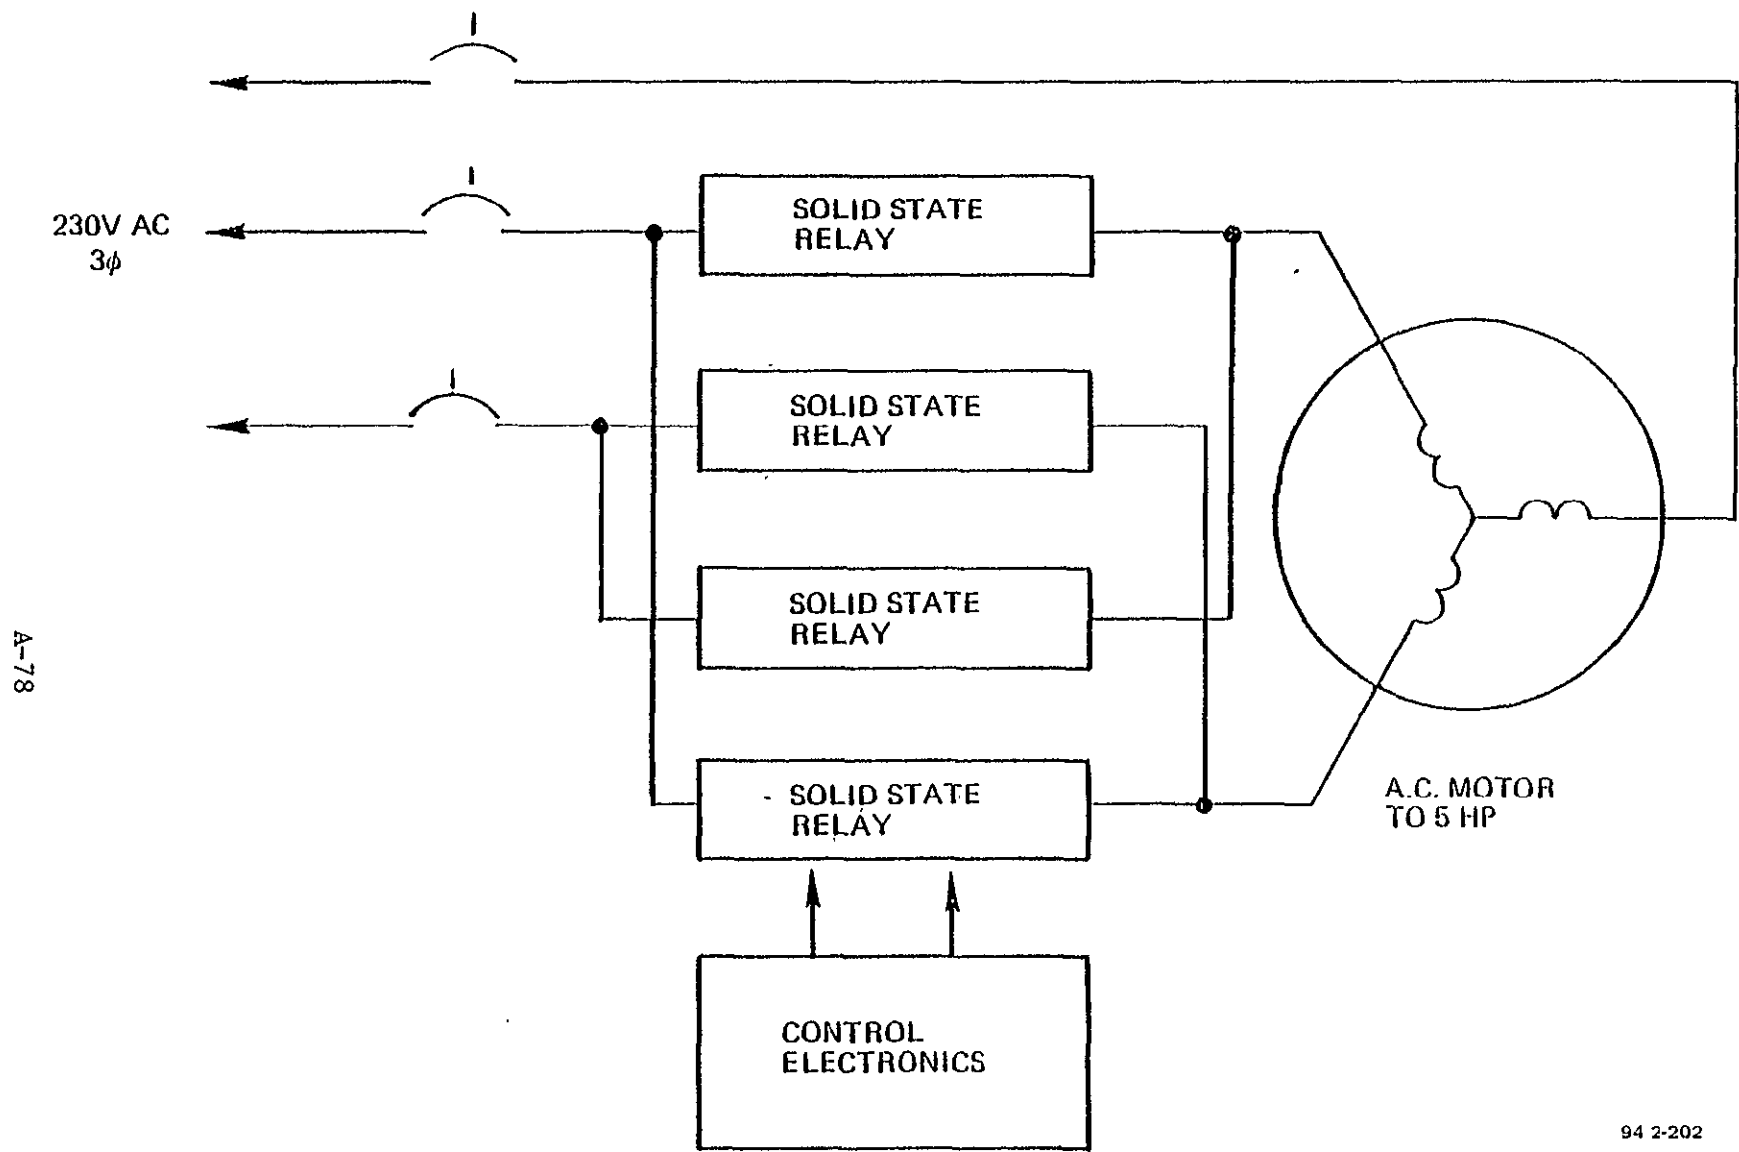 230V AC
3ϕ
SOLID STATE
RELAY
SOLID STATE
RELAY
SOLID STATE
RELAY
SOLID STATE
RELAY
A.C. MOTOR
TO 5 HP
CONTROL
ELECTRONICS
A-78
94 2-202